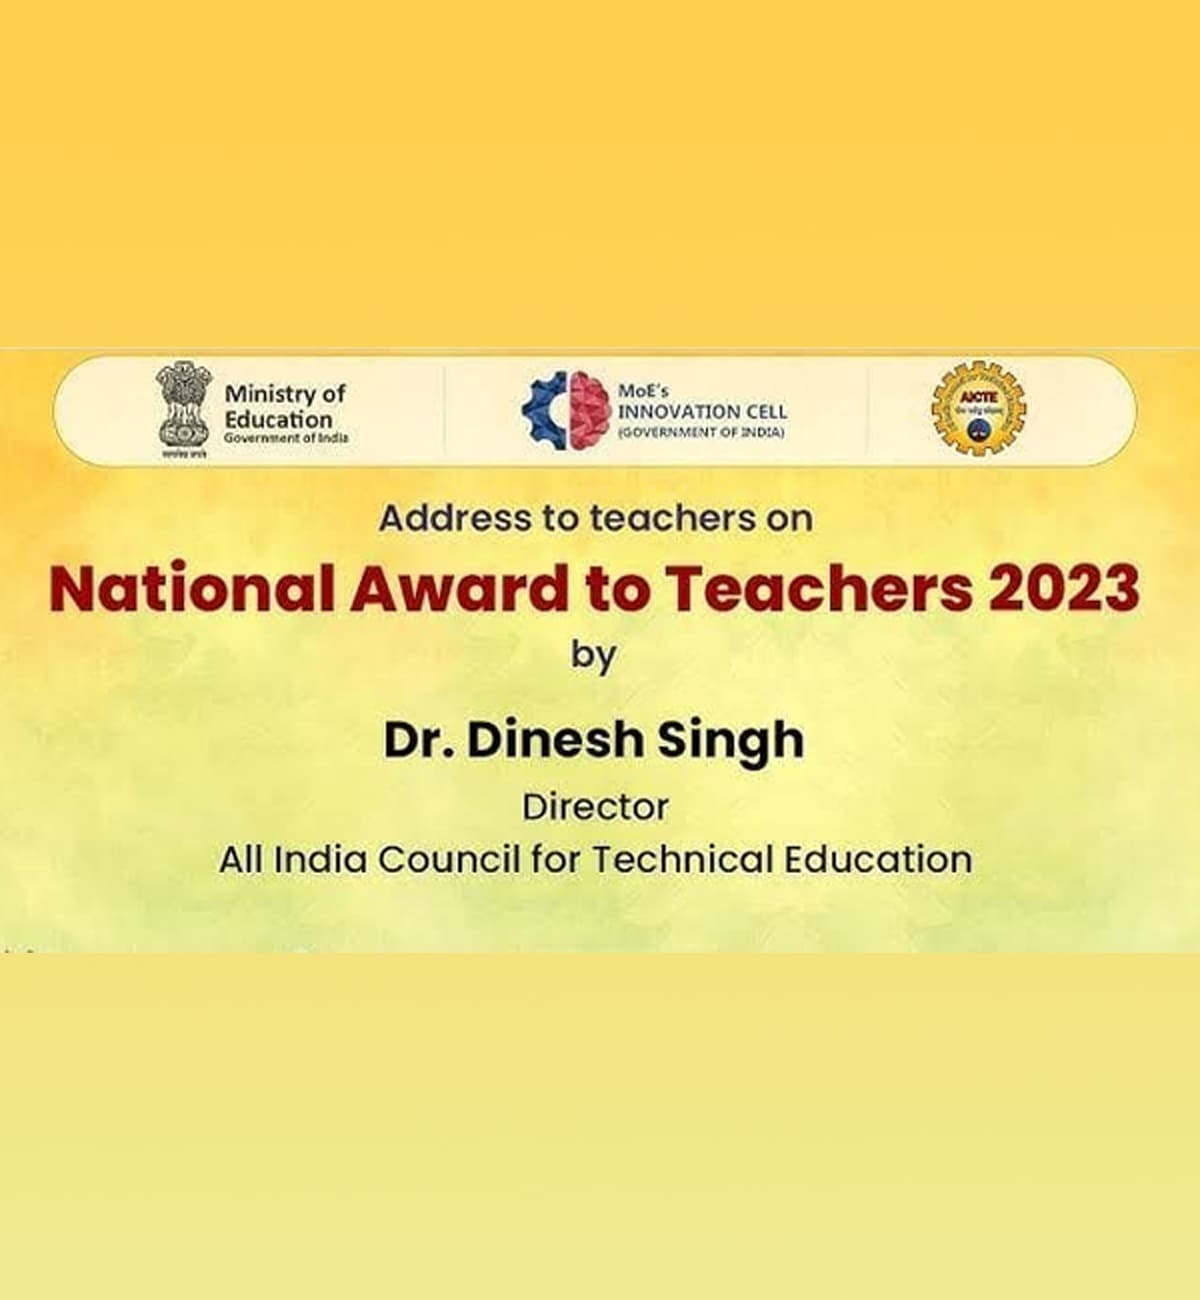 Ministry of
Education
Government of India
MoE's
INNOVATION CELL
(GOVERNMENT OF INDIA)
AICTE
Address to teachers on
National Award to Teachers 2023
by
Dr. Dinesh Singh
Director
All India Council for Technical Education